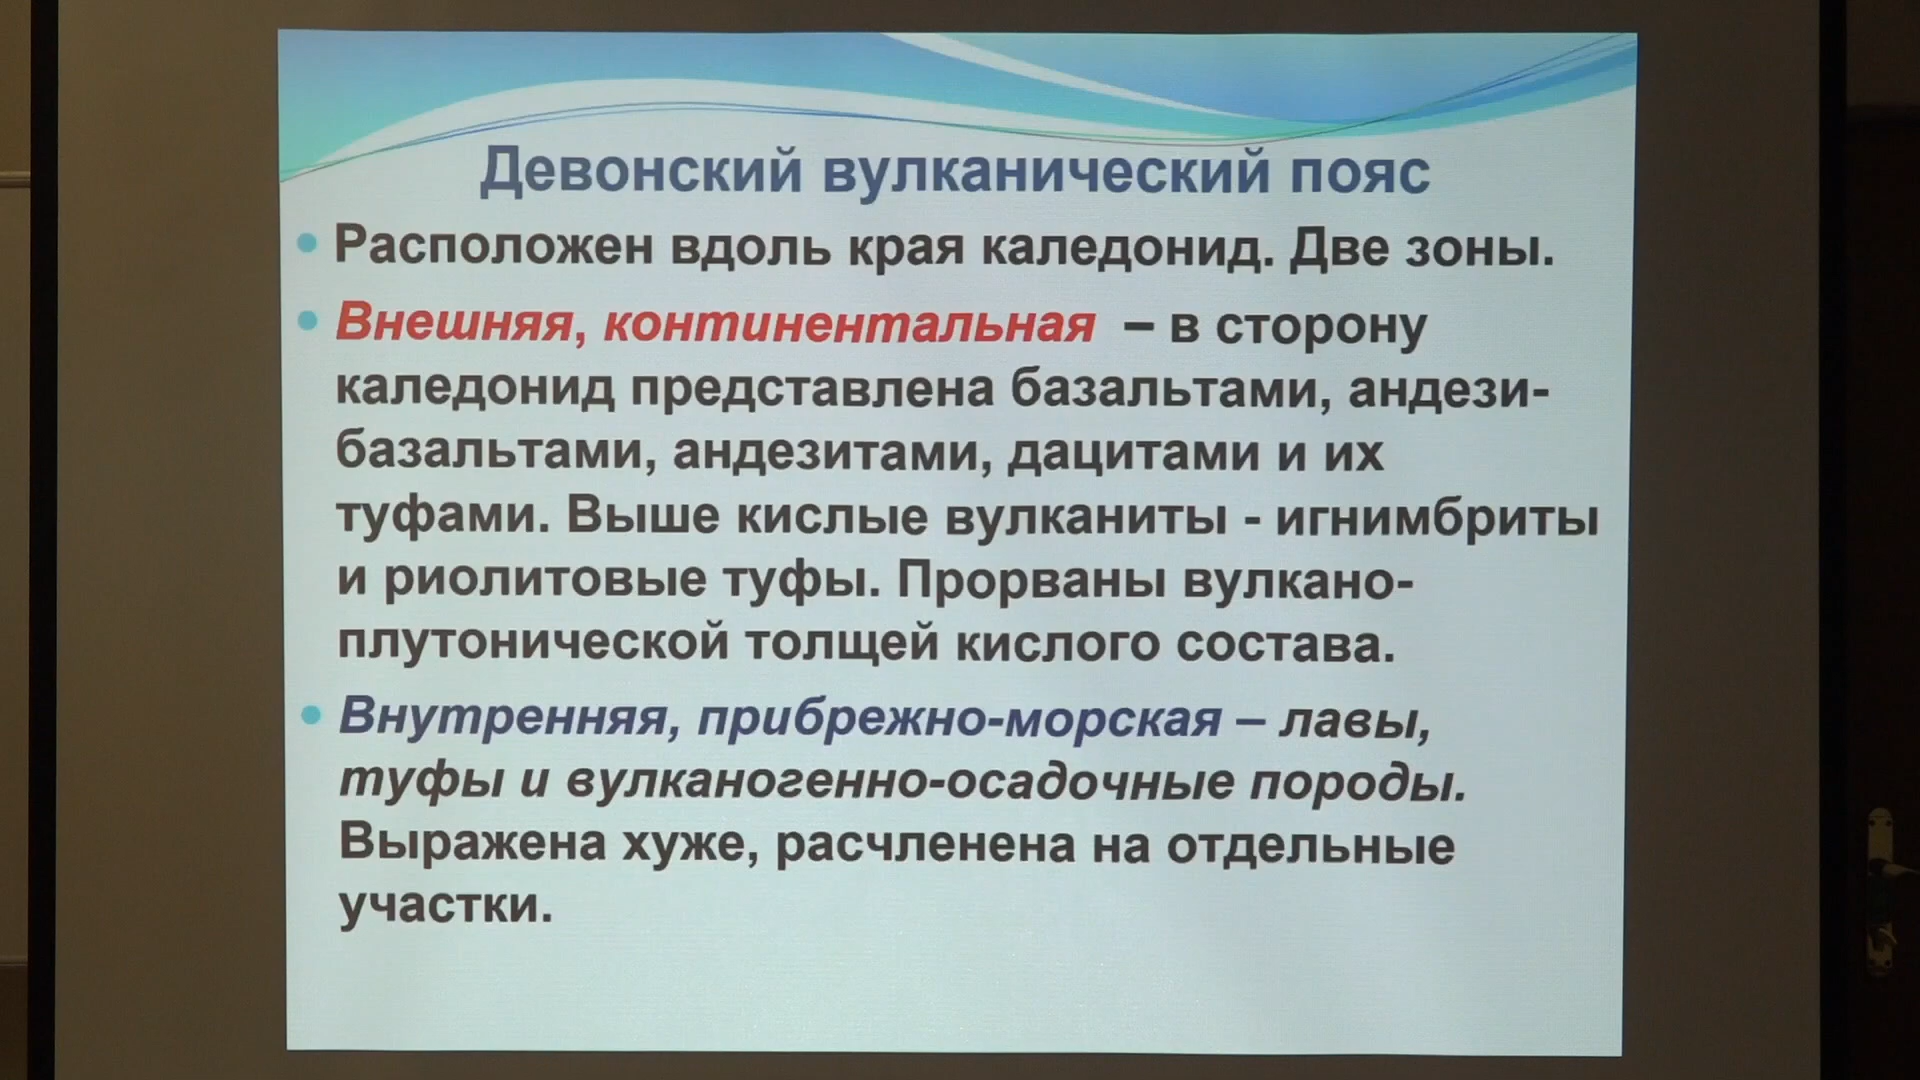 Девонский вулканический пояс
• Расположен вдоль края каледонид. Две зоны.
• Внешняя, континентальная – в сторону
каледонид представлена базальтами, андези-
базальтами, андезитами, дацитами и их
туфами. Выше кислые вулканиты - игнимбриты
и риолитовые туфы. Прорваны вулкано-
плутонической толщей кислого состава.
• Внутренняя, прибрежно-морская – лавы,
туфы и вулканогенно-осадочные породы.
Выражена хуже, расчленена на отдельные
участки.